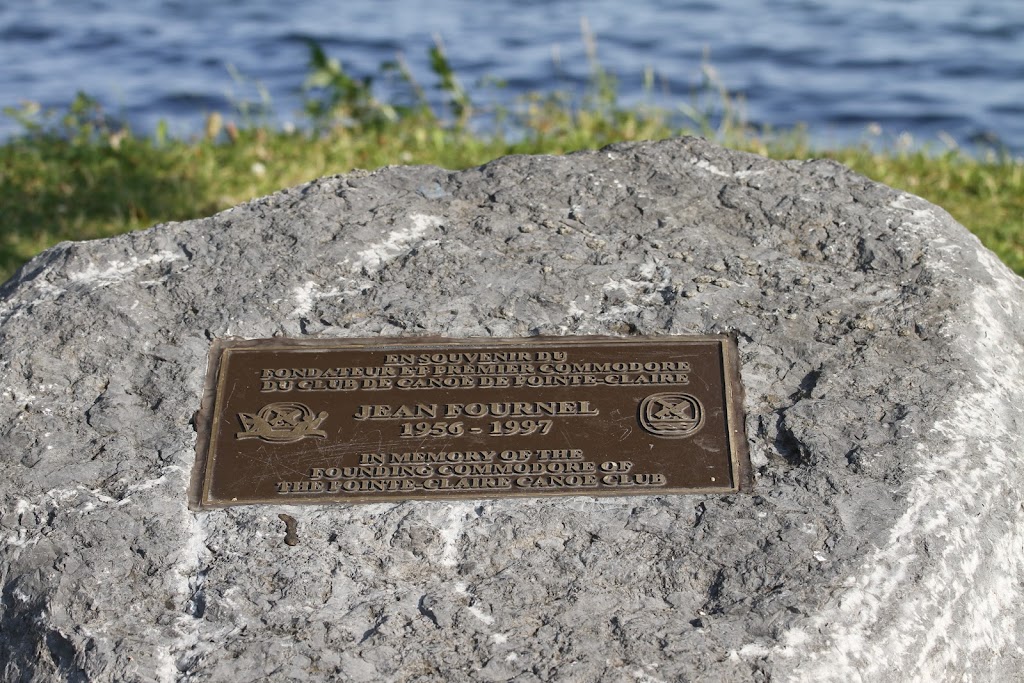 EN SOUVENIR DU
FONDATEUR ET PREMIER COMMODORE
DU CLUB DE CANOE DE POINTE-CLAIRE
JEAN FOURNEL
1956 - 1997
IN MEMORY OF THE
FOUNDING COMMODORE OF
THE POINTE-CLAIRE CANOE CLUB